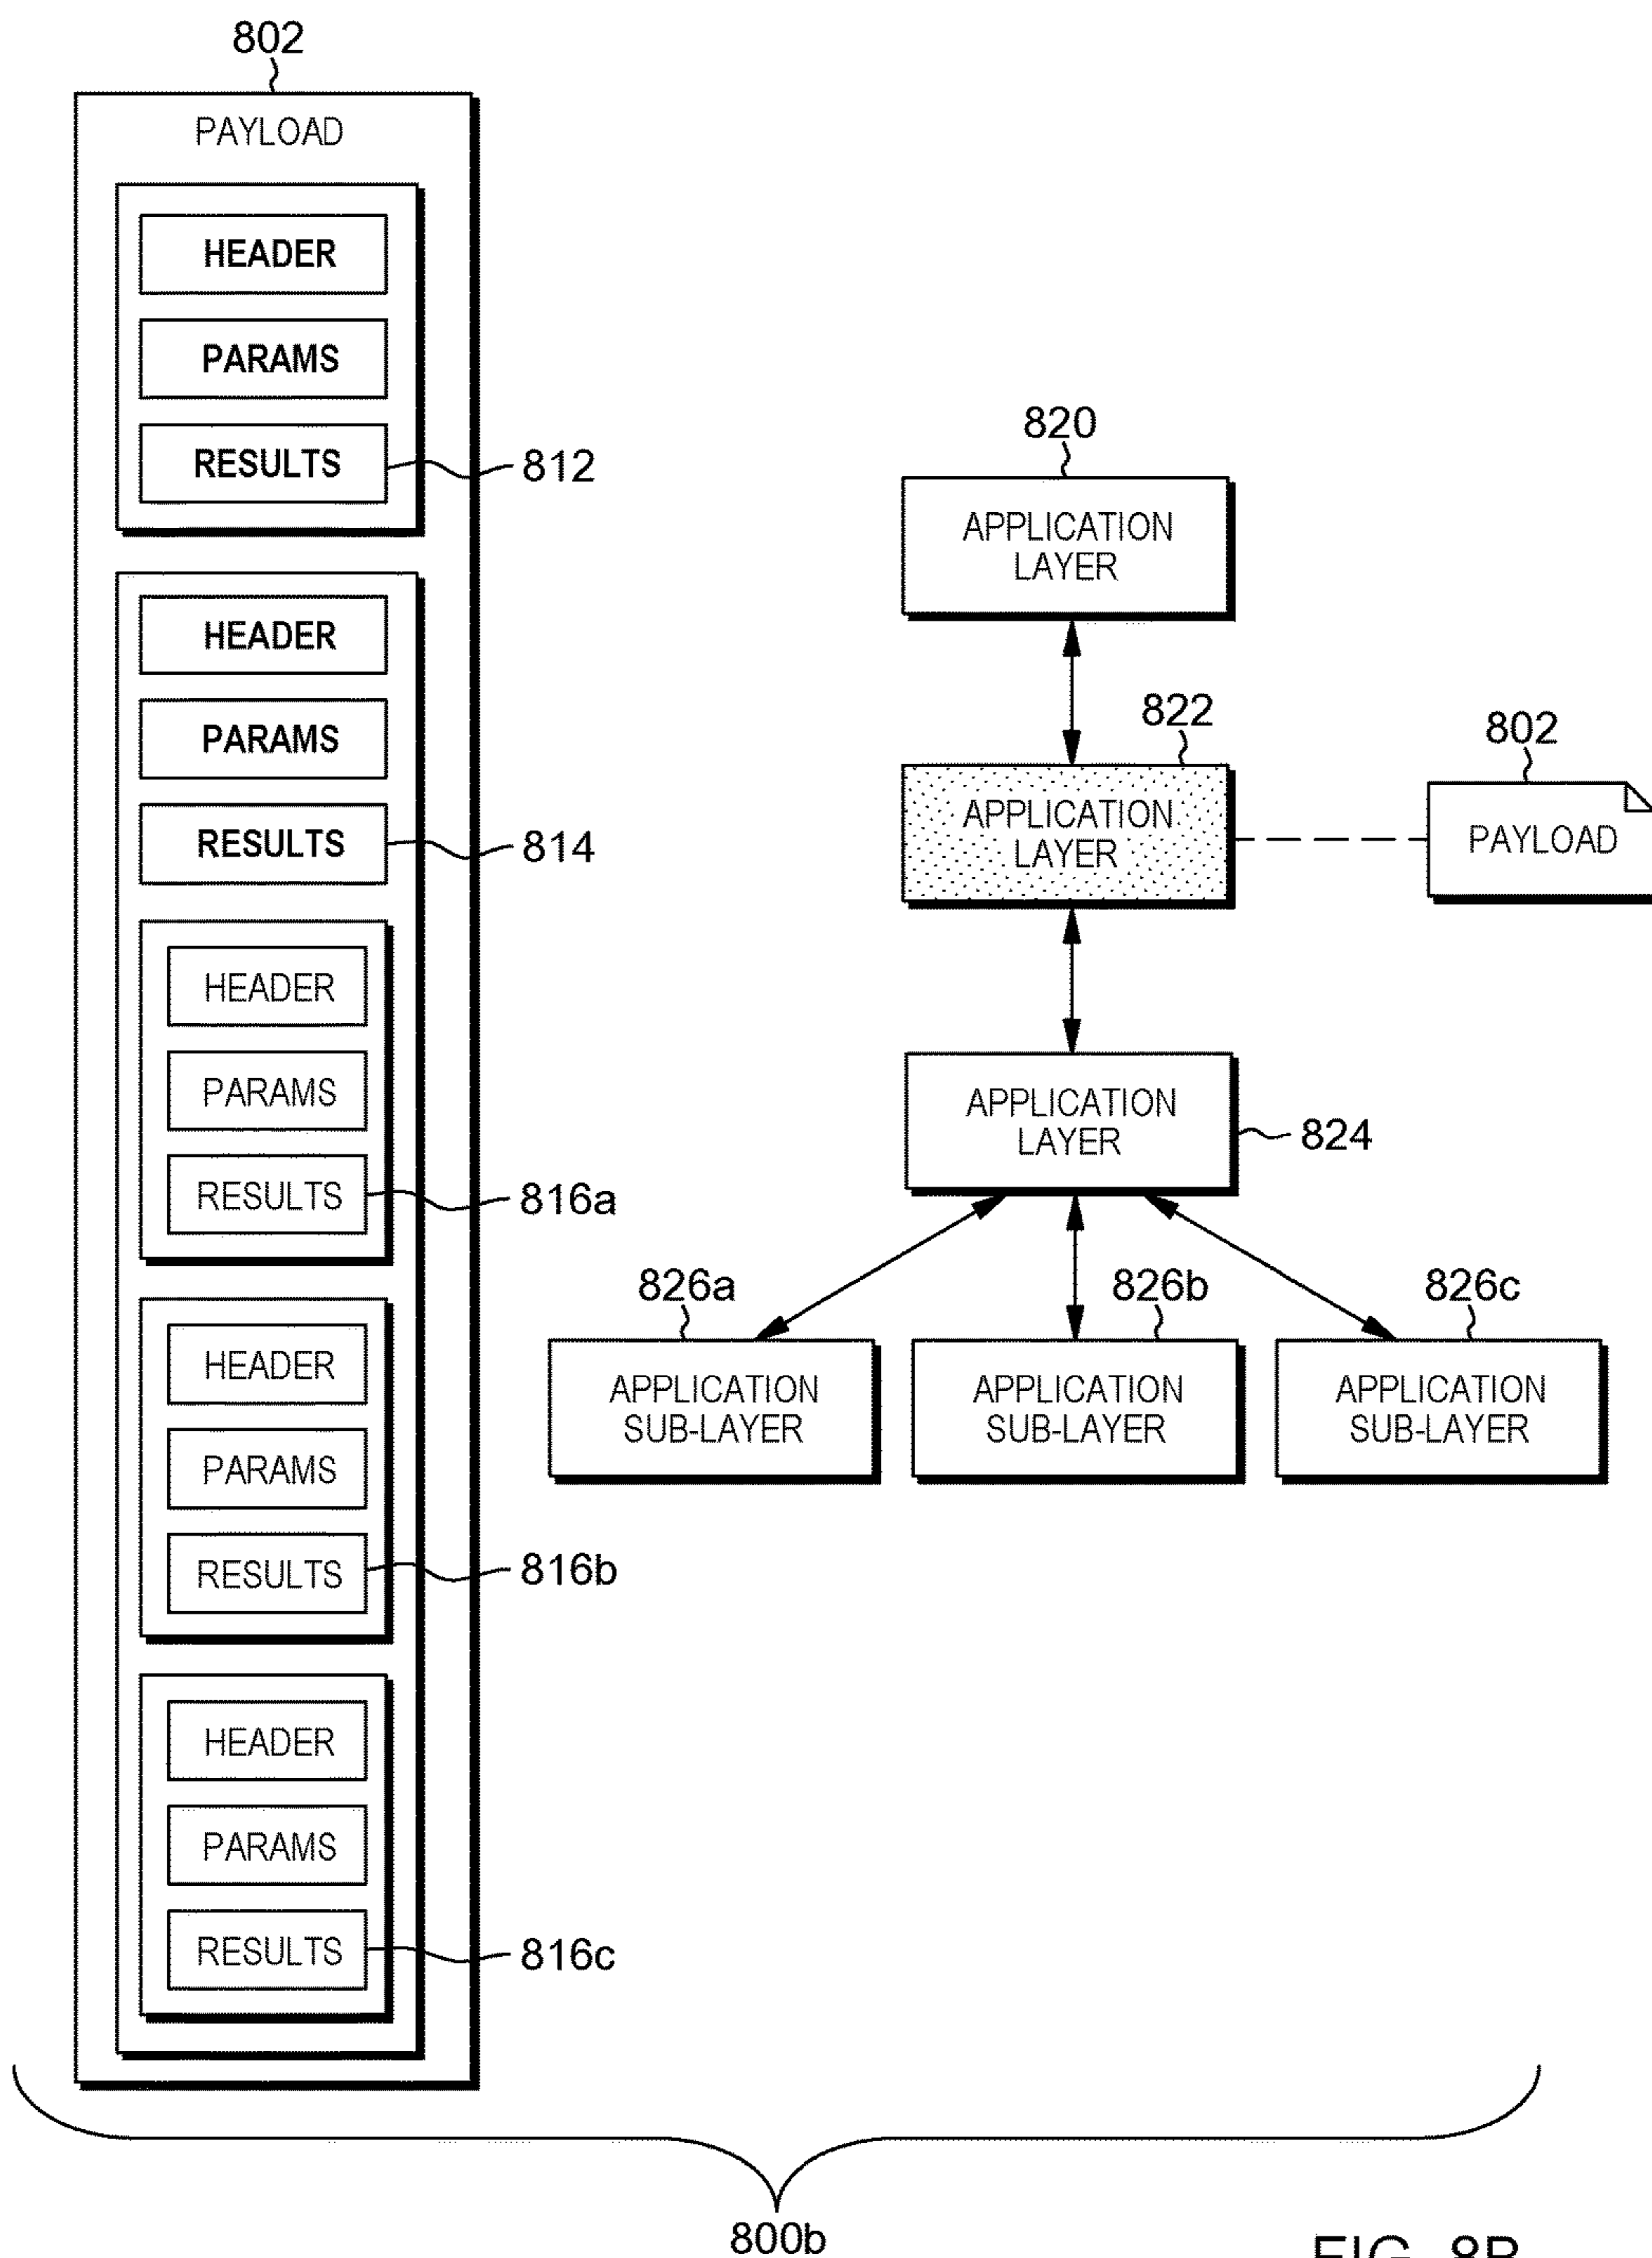 802
PAYLOAD
HEADER
PARAMS
RESULTS
812
HEADER
PARAMS
RESULTS
814
HEADER
PARAMS
RESULTS
816a
HEADER
PARAMS
RESULTS
816b
HEADER
PARAMS
RESULTS
816c
820
APPLICATION
LAYER
822
APPLICATION
LAYER
802
PAYLOAD
APPLICATION
LAYER
824
826a
APPLICATION
SUB-LAYER
826b
APPLICATION
SUB-LAYER
826c
APPLICATION
SUB-LAYER
800b
FIG. 8B